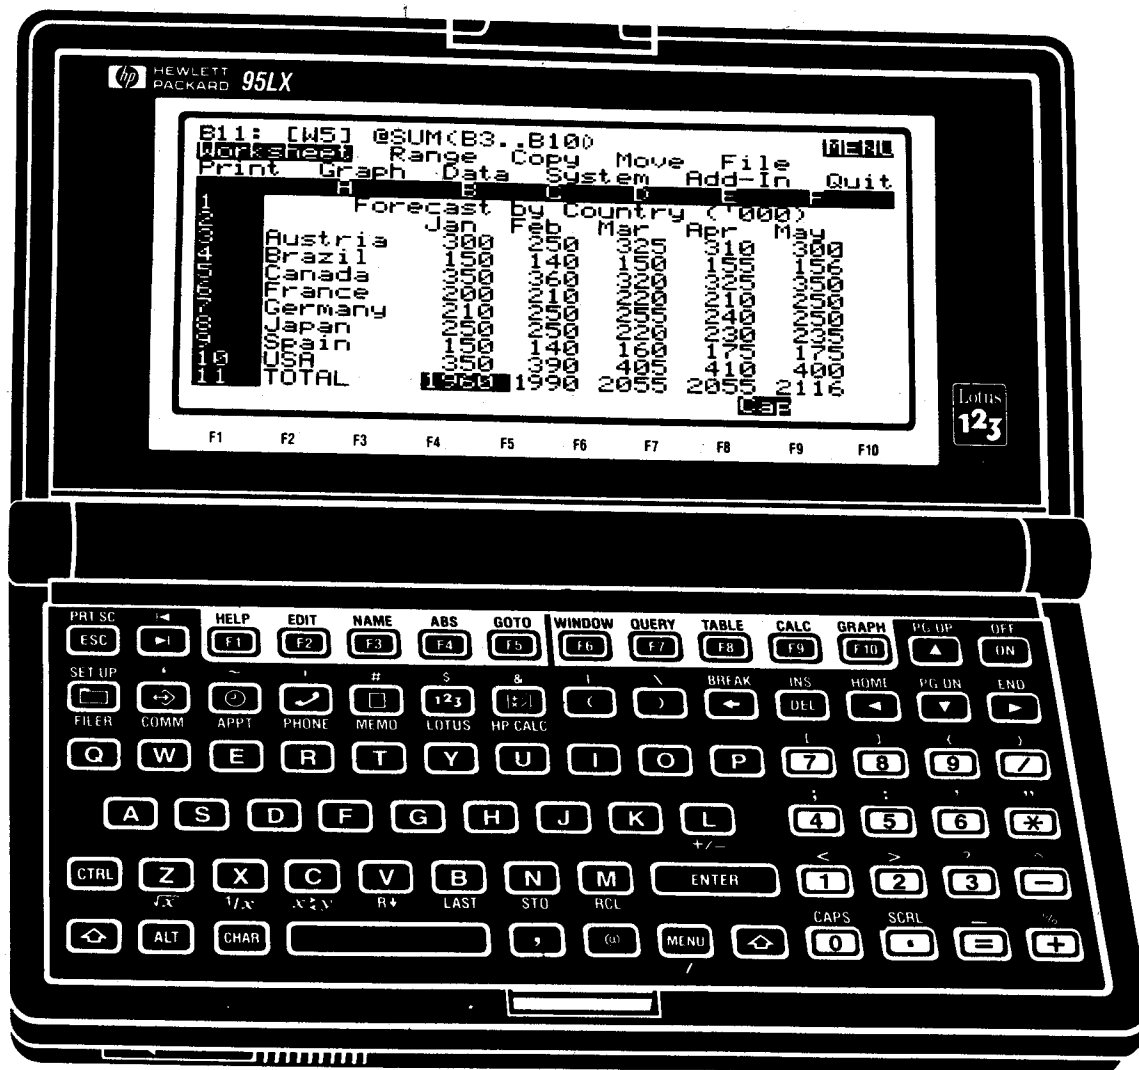 hp HEWLETT PACKARD 95LX
B11: [W5] @SUM(B3..B10) MENU
Worksheet Range Copy Move File
Print Graph Data System Add-In Quit
A B C D E F
1 Forecast by Country ('000)
2 Jan Feb Mar Apr May
3 Austria 300 250 325 310 300
4 Brazil 150 140 150 155 156
5 Canada 350 360 320 325 350
6 France 200 210 220 210 250
7 Germany 210 250 255 240 250
8 Japan 250 250 220 230 235
9 Spain 150 140 160 175 175
10 USA 350 390 405 410 400
11 TOTAL 1960 1990 2055 2055 2116
Cap
Lotus
123
F1 F2 F3 F4 F5 F6 F7 F8 F9 F10
PRT SC HELP EDIT NAME ABS GOTO WINDOW QUERY TABLE CALC GRAPH PG UP OFF
ESC F1 F2 F3 F4 F5 F6 F7 F8 F9 F10 ON
SET UP ' ~ # $ & | \ BREAK INS HOME PG DN END
123 ( ) DEL
FILER COMM APPT PHONE MEMO LOTUS HP CALC
[ ] { }
Q W E R T Y U I O P 7 8 9 /
; : , "
A S D F G H J K L 4 5 6 *
+/−
< > ? ^
CTRL Z X C V B N M ENTER 1 2 3 −
√x 1/x x↕y R↓ LAST STO RCL
CAPS SCRL _ %
ALT CHAR , @ MENU 0 . = +
/